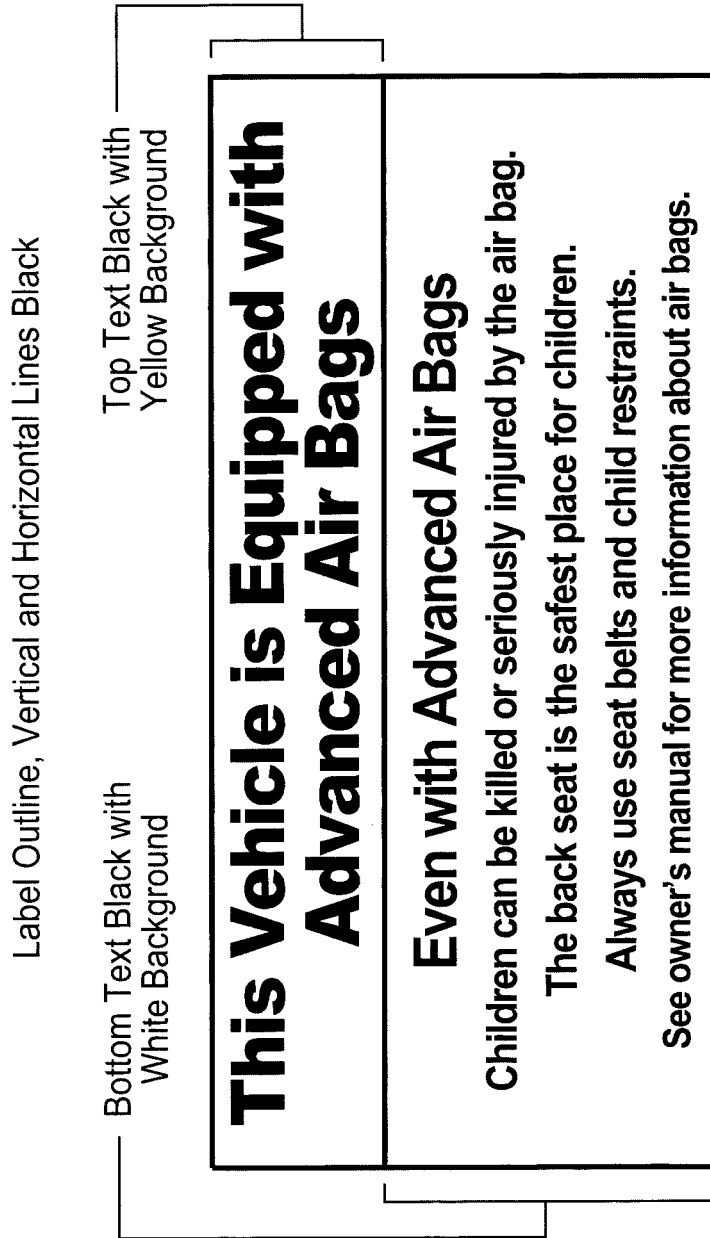 Label Outline, Vertical and Horizontal Lines Black
Bottom Text Black with
White Background
Top Text Black with
Yellow Background
This Vehicle is Equipped with
Advanced Air Bags
Even with Advanced Air Bags
Children can be killed or seriously injured by the air bag.
The back seat is the safest place for children.
Always use seat belts and child restraints.
See owner's manual for more information about air bags.